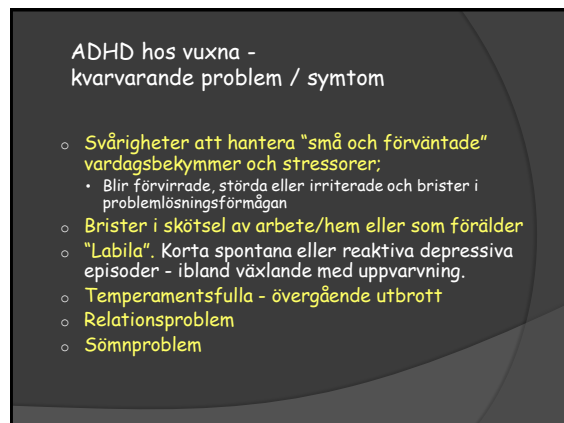 ADHD hos vuxna -
kvarvarande problem / symtom
○ Svårigheter att hantera “små och förväntade”
vardagsbekymmer och stressorer;
• Blir förvirrade, störda eller irriterade och brister i
problemlösningsförmågan
○ Brister i skötsel av arbete/hem eller som förälder
○ “Labila”. Korta spontana eller reaktiva depressiva
episoder - ibland växlande med uppvarvning.
○ Temperamentsfulla - övergående utbrott
○ Relationsproblem
○ Sömnproblem